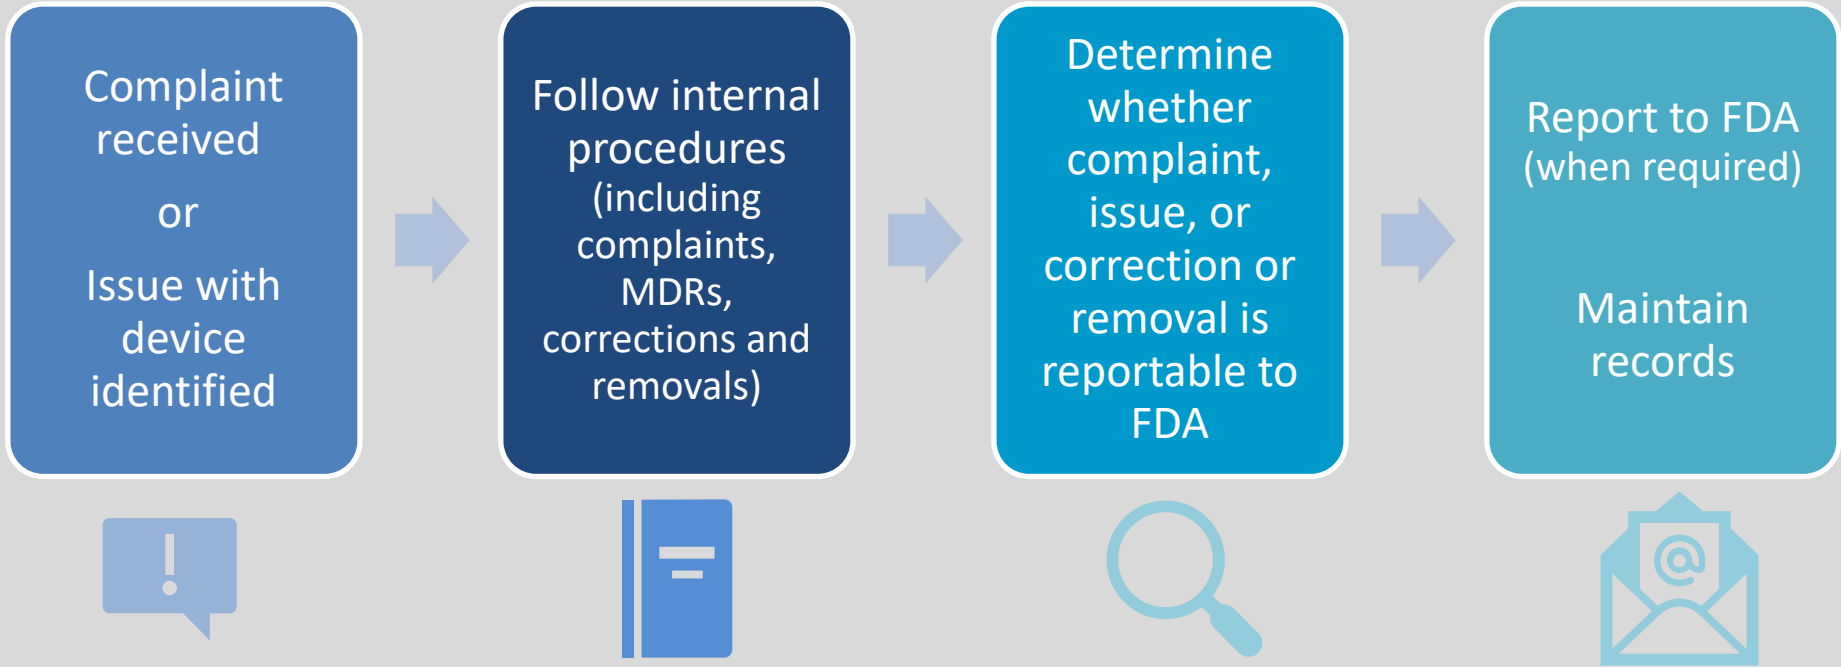 Complaint
received
or
Issue with
device
identified
Follow internal
procedures
(including
complaints,
MDRs,
corrections and
removals)
Determine
whether
complaint,
issue, or
correction or
removal is
reportable to
FDA
Report to FDA
(when required)
Maintain
records
!
@